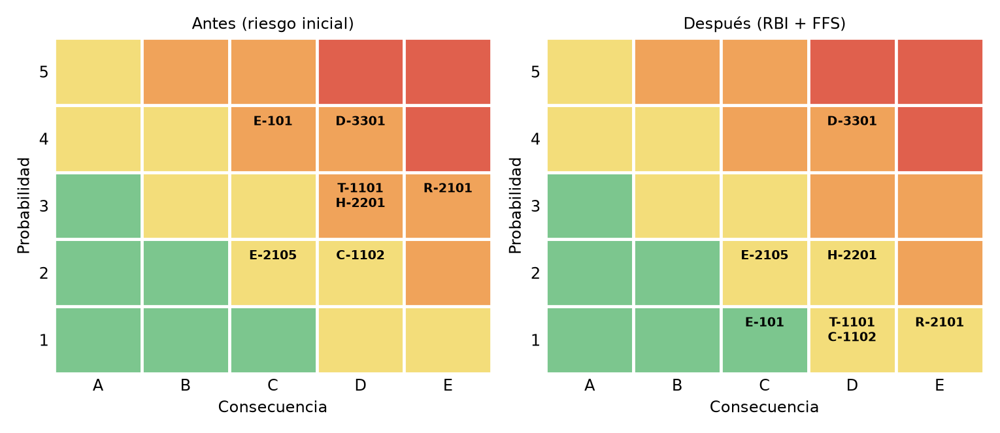 Antes (riesgo inicial)
Probabilidad
5
4
3
2
1
E-101
D-3301
T-1101
H-2201
R-2101
E-2105
C-1102
A
B
C
D
E
Consecuencia
Después (RBI + FFS)
Probabilidad
5
4
3
2
1
D-3301
E-2105
H-2201
E-101
T-1101
C-1102
R-2101
A
B
C
D
E
Consecuencia